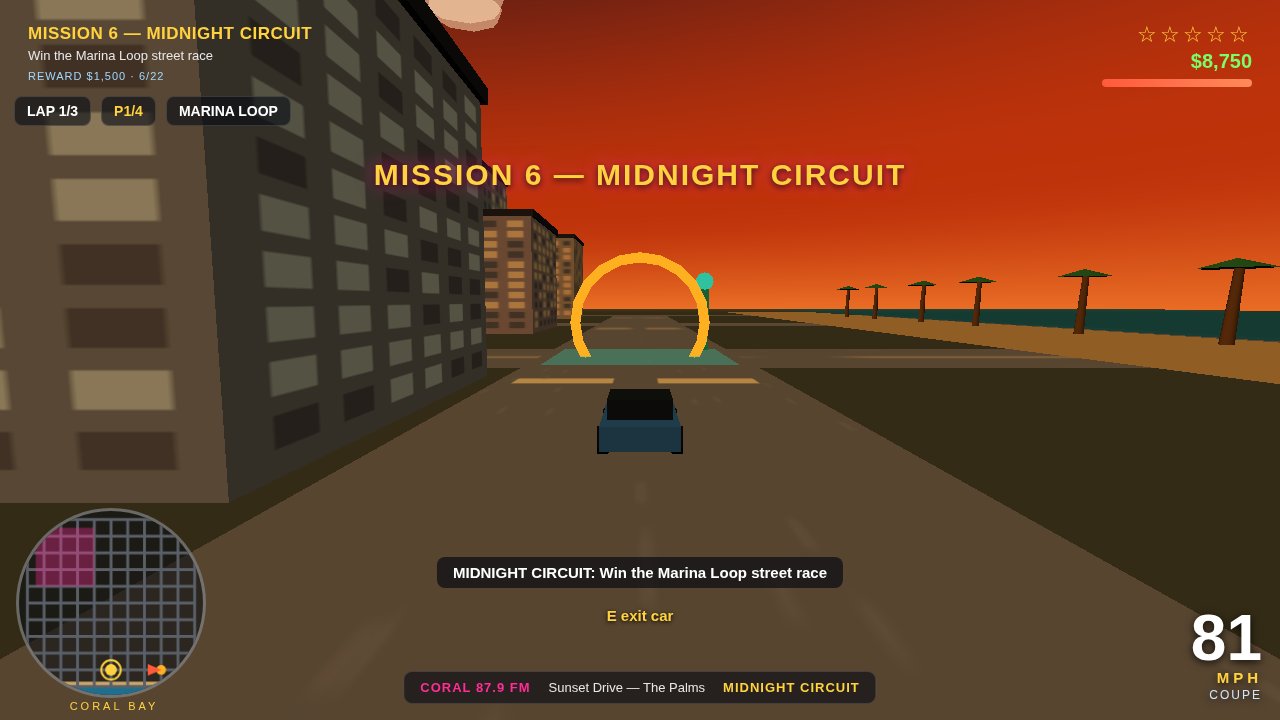 MISSION 6 — MIDNIGHT CIRCUIT
Win the Marina Loop street race
REWARD $1,500 · 6/22
LAP 1/3
P1/4
MARINA LOOP
☆☆☆☆☆
$8,750
MISSION 6 — MIDNIGHT CIRCUIT
MIDNIGHT CIRCUIT: Win the Marina Loop street race
E exit car
CORAL 87.9 FM Sunset Drive — The Palms MIDNIGHT CIRCUIT
CORAL BAY
81
MPH
COUPE